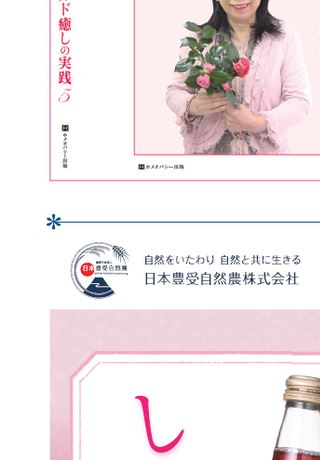 ド癒しの実践5
ホメオパシー出版
ホメオパシー出版
自然をいたわり 自然と共に生きる
日本豊受自然農株式会社
日本豊受自然農
し